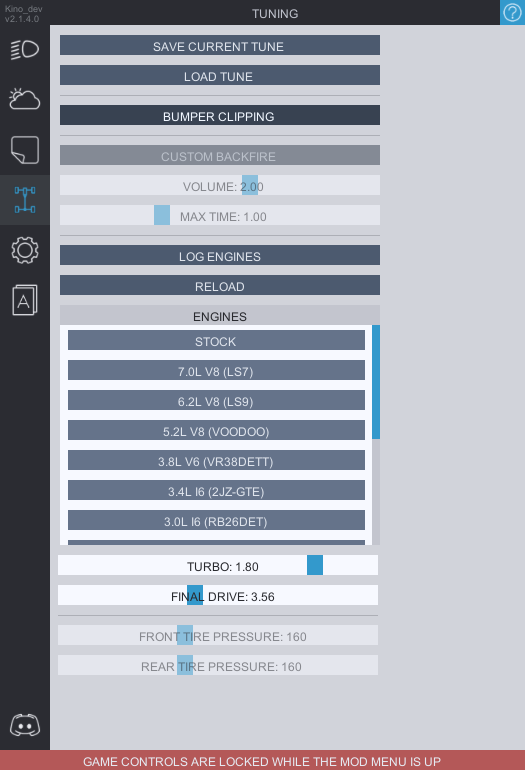 Kino_dev
v2.1.4.0
TUNING
?
SAVE CURRENT TUNE
LOAD TUNE
BUMPER CLIPPING
CUSTOM BACKFIRE
VOLUME: 2.00
MAX TIME: 1.00
LOG ENGINES
RELOAD
A
ENGINES
STOCK
7.0L V8 (LS7)
6.2L V8 (LS9)
5.2L V8 (VOODOO)
3.8L V6 (VR38DETT)
3.4L I6 (2JZ-GTE)
3.0L I6 (RB26DET)
TURBO: 1.80
FINAL DRIVE: 3.56
FRONT TIRE PRESSURE: 160
REAR TIRE PRESSURE: 160
GAME CONTROLS ARE LOCKED WHILE THE MOD MENU IS UP